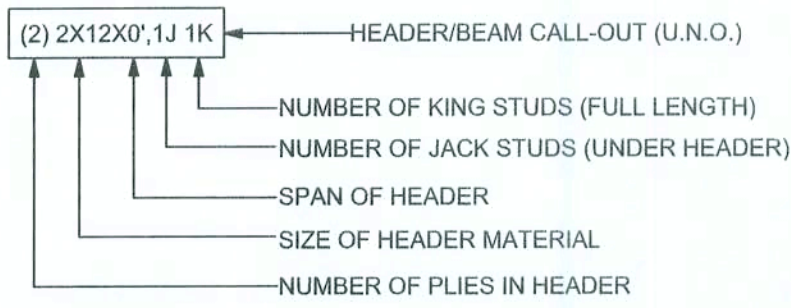 (2) 2X12X0',1J 1K
HEADER/BEAM CALL-OUT (U.N.O.)
NUMBER OF KING STUDS (FULL LENGTH)
NUMBER OF JACK STUDS (UNDER HEADER)
SPAN OF HEADER
SIZE OF HEADER MATERIAL
NUMBER OF PLIES IN HEADER